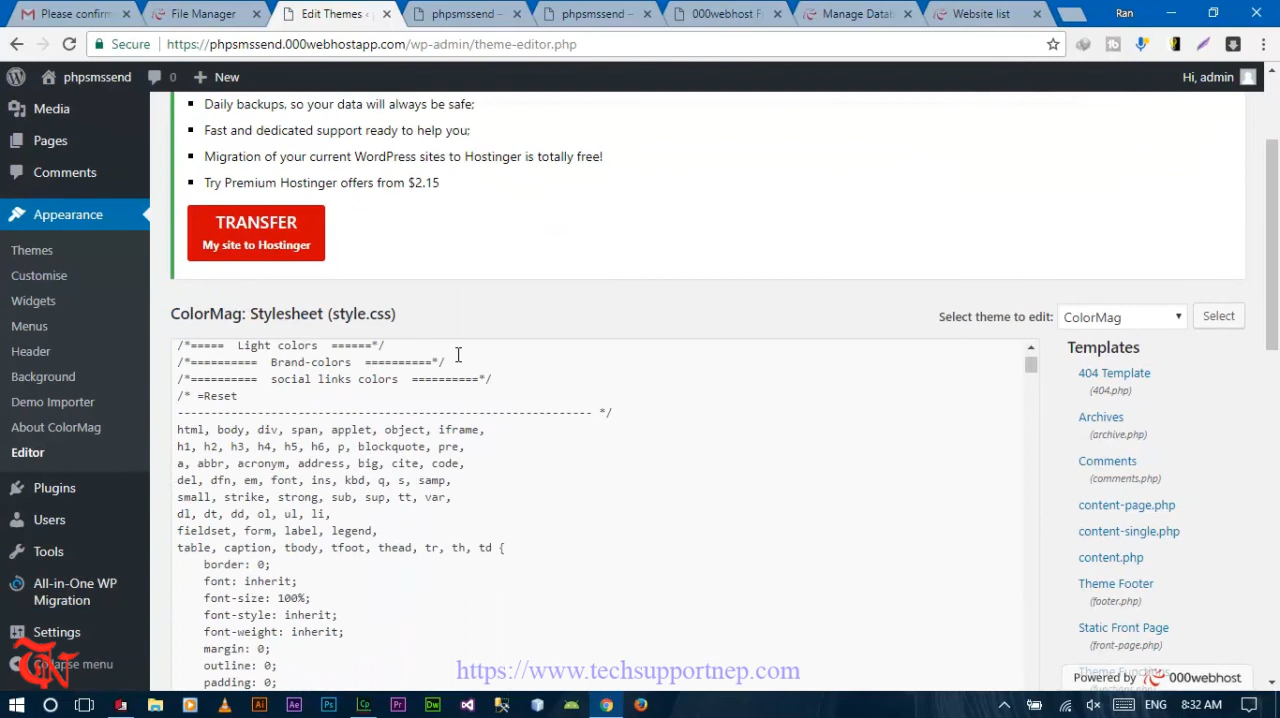 Please confirm
File Manager
Edit Themes ‹
phpsmssend –
phpsmssend –
000webhost F
Manage Datab
Website list
Ran
Secure
https://phpsmssend.000webhostapp.com/wp-admin/theme-editor.php
phpsmssend
0
New
Hi, admin
Media
Pages
Comments
Appearance
Themes
Customise
Widgets
Menus
Header
Background
Demo Importer
About ColorMag
Editor
Plugins
Users
Tools
All-in-One WP
Migration
Settings
Collapse menu
Daily backups, so your data will always be safe;
Fast and dedicated support ready to help you;
Migration of your current WordPress sites to Hostinger is totally free!
Try Premium Hostinger offers from $2.15
TRANSFER
My site to Hostinger
ColorMag: Stylesheet (style.css)
Select theme to edit:
ColorMag
Select
/*===== Light colors ======*/
/*========== Brand-colors ==========*/
/*========== social links colors ==========*/
/* =Reset
-------------------------------------------------------------- */
html, body, div, span, applet, object, iframe,
h1, h2, h3, h4, h5, h6, p, blockquote, pre,
a, abbr, acronym, address, big, cite, code,
del, dfn, em, font, ins, kbd, q, s, samp,
small, strike, strong, sub, sup, tt, var,
dl, dt, dd, ol, ul, li,
fieldset, form, label, legend,
table, caption, tbody, tfoot, thead, tr, th, td {
border: 0;
font: inherit;
font-size: 100%;
font-style: inherit;
font-weight: inherit;
margin: 0;
outline: 0;
padding: 0;
Templates
404 Template
(404.php)
Archives
(archive.php)
Comments
(comments.php)
content-page.php
content-single.php
content.php
Theme Footer
(footer.php)
Static Front Page
(front-page.php)
Theme Functions
(functions.php)
Powered by 000webhost
https://www.techsupportnep.com
Ai
Ae
Ps
Cp
Pr
Dw
ENG
8:32 AM